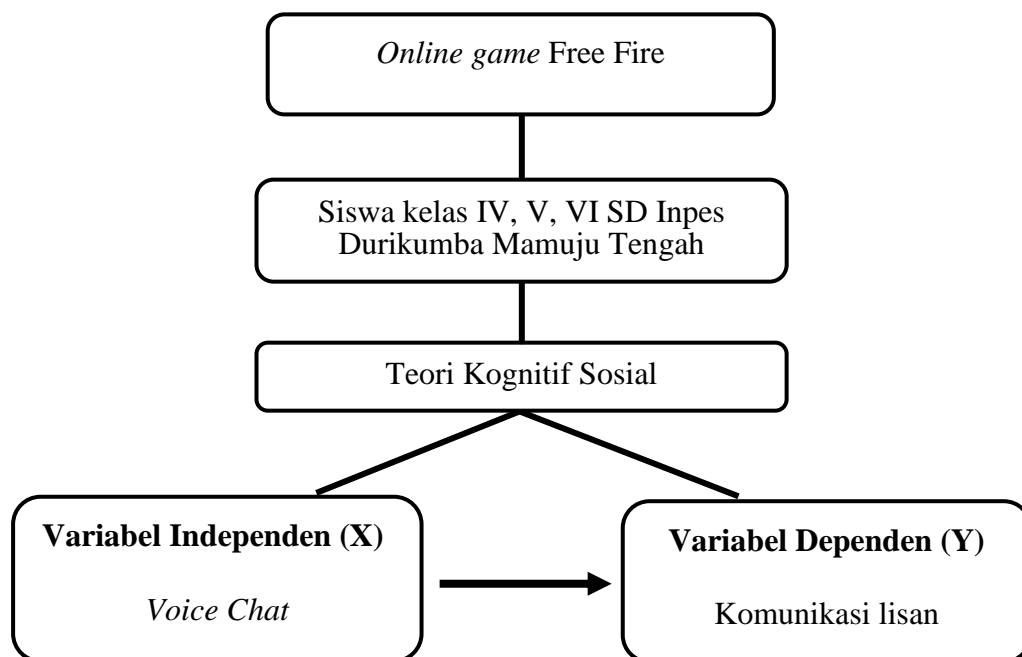 Online game Free Fire
Siswa kelas IV, V, VI SD Inpes
Durikumba Mamuju Tengah
Teori Kognitif Sosial
Variabel Independen (X)
Voice Chat
Variabel Dependen (Y)
Komunikasi lisan